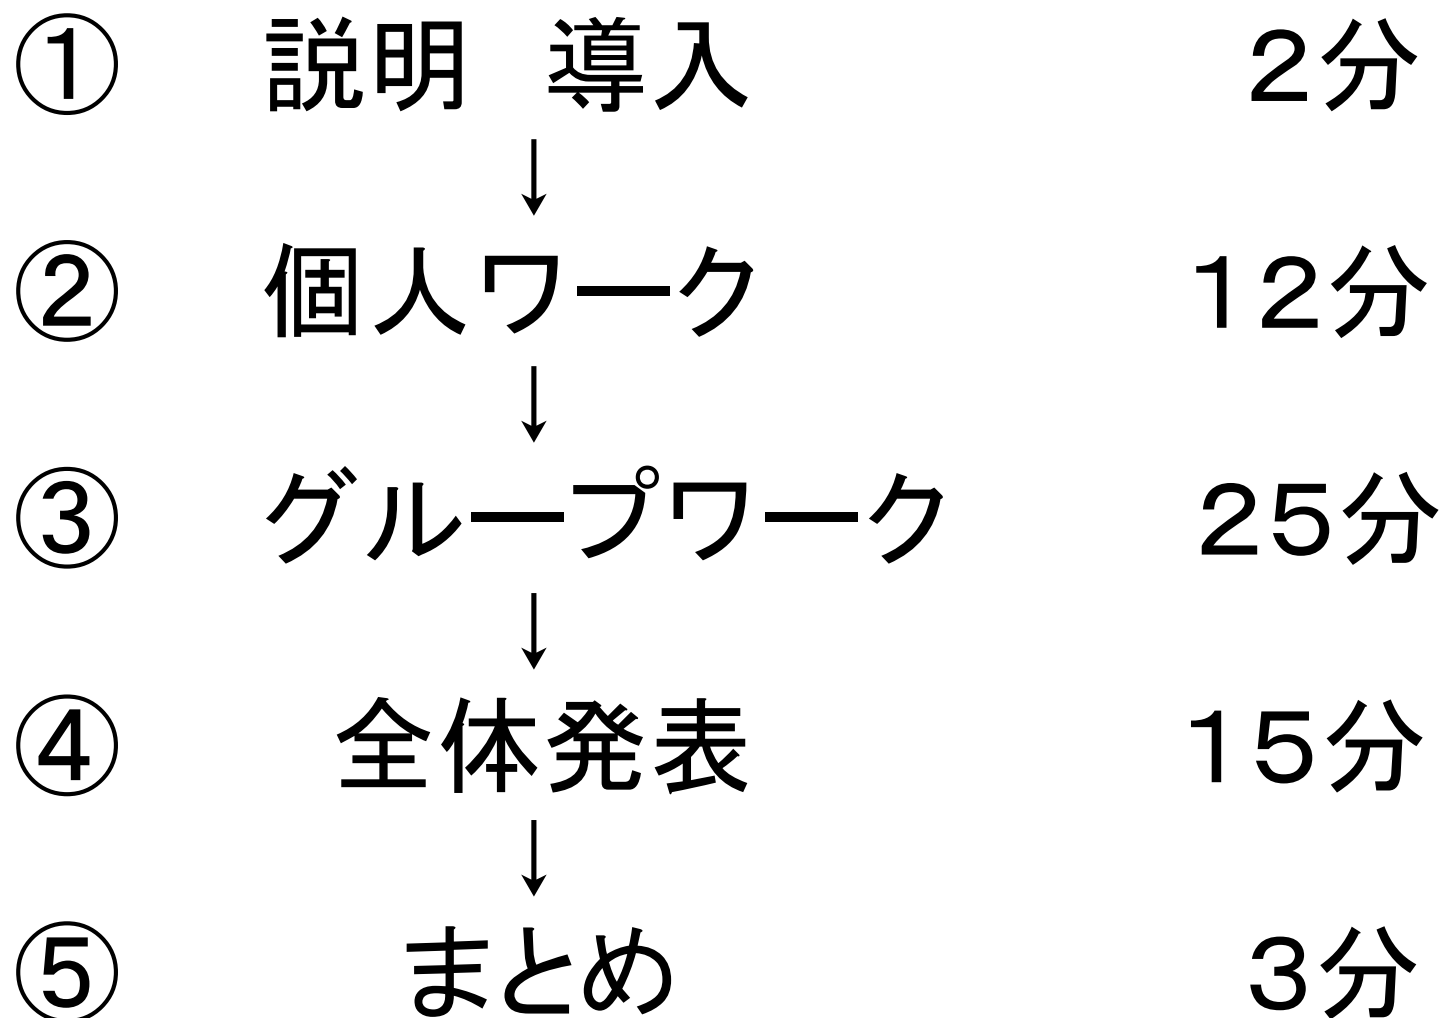 ① 説明 導入 2分
↓
② 個人ワーク 12分
↓
③ グループワーク 25分
↓
④ 全体発表 15分
↓
⑤ まとめ 3分